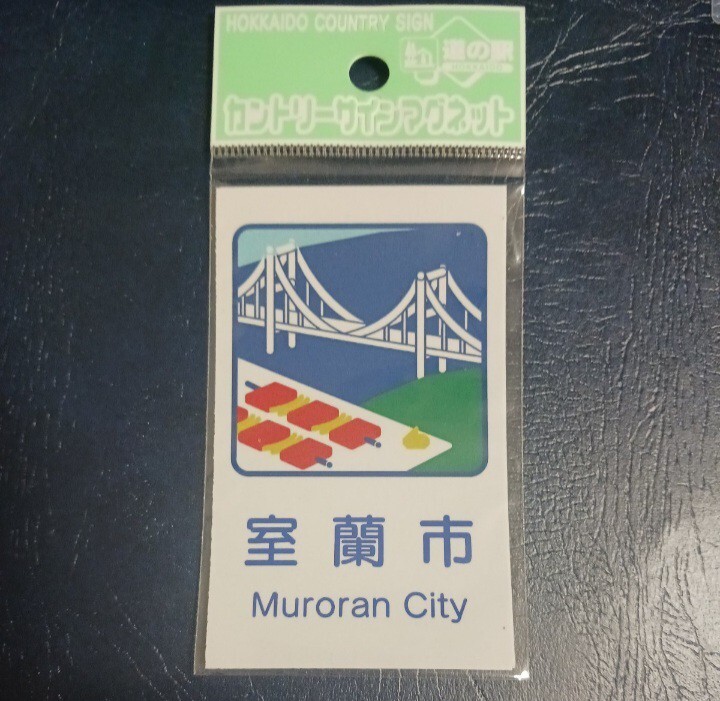 HOKKAIDO COUNTRY SIGN
道の駅
カントリーサインマグネット
室蘭市
Muroran City